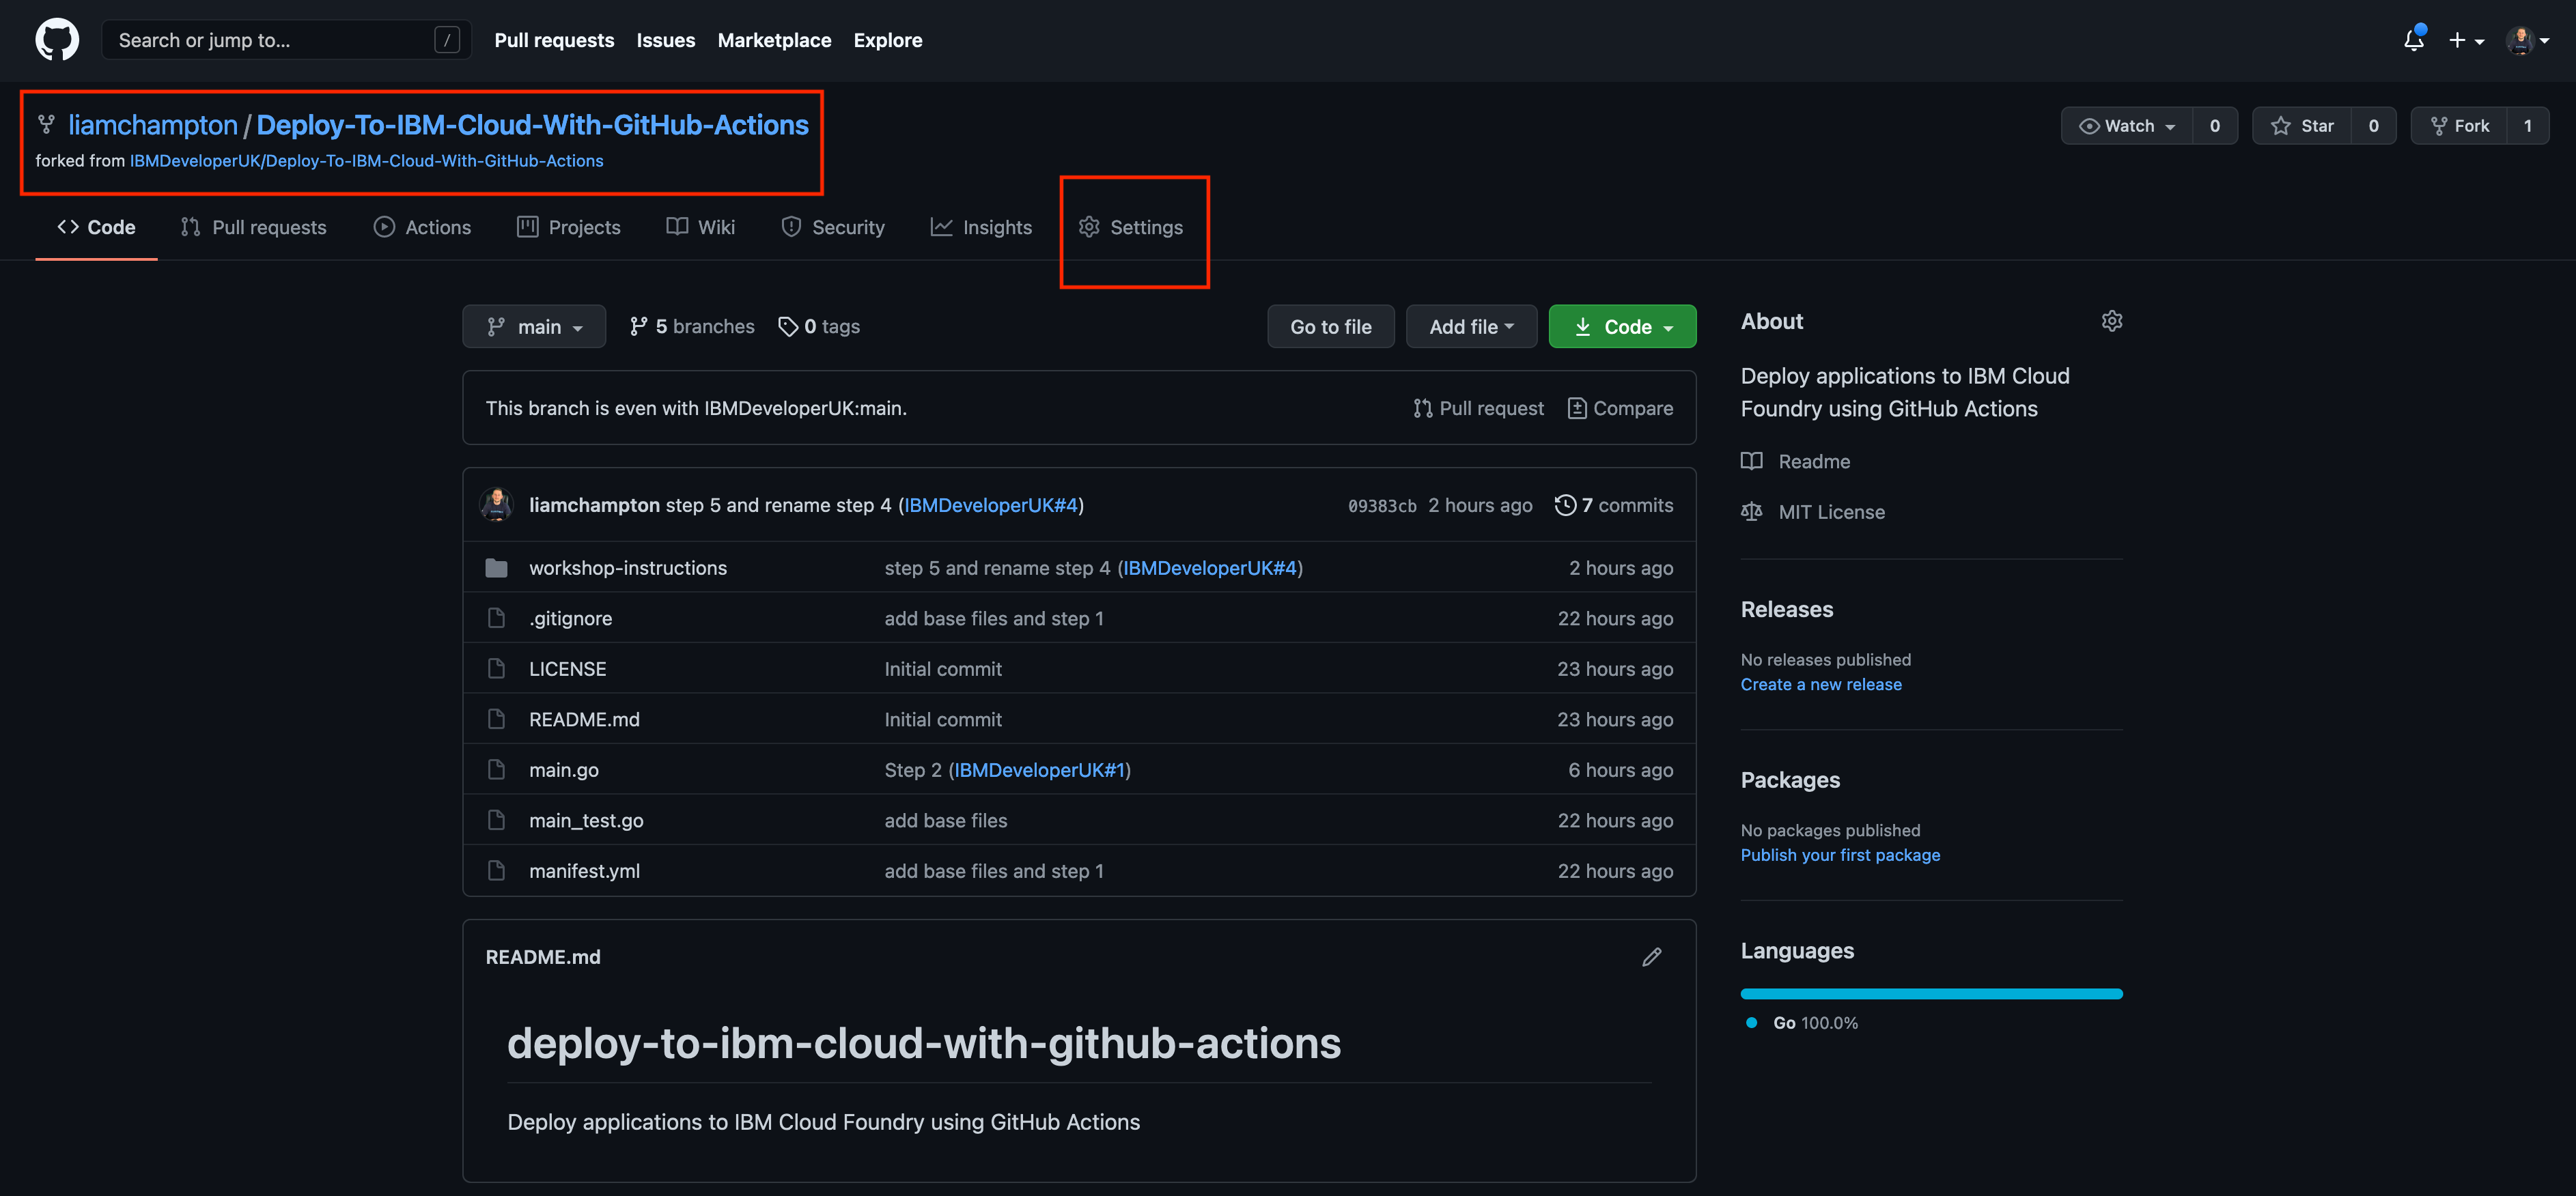 Search or jump to... / Pull requests Issues Marketplace Explore
liamchampton / Deploy-To-IBM-Cloud-With-GitHub-Actions
Watch 0 Star 0 Fork 1
forked from IBMDeveloperUK/Deploy-To-IBM-Cloud-With-GitHub-Actions
Code Pull requests Actions Projects Wiki Security Insights Settings
main 5 branches 0 tags Go to file Add file Code
This branch is even with IBMDeveloperUK:main. Pull request Compare
liamchampton step 5 and rename step 4 (IBMDeveloperUK#4) 09383cb 2 hours ago 7 commits
workshop-instructions step 5 and rename step 4 (IBMDeveloperUK#4) 2 hours ago
.gitignore add base files and step 1 22 hours ago
LICENSE Initial commit 23 hours ago
README.md Initial commit 23 hours ago
main.go Step 2 (IBMDeveloperUK#1) 6 hours ago
main_test.go add base files 22 hours ago
manifest.yml add base files and step 1 22 hours ago
README.md
deploy-to-ibm-cloud-with-github-actions
Deploy applications to IBM Cloud Foundry using GitHub Actions
About
Deploy applications to IBM Cloud
Foundry using GitHub Actions
Readme
MIT License
Releases
No releases published
Create a new release
Packages
No packages published
Publish your first package
Languages
Go 100.0%